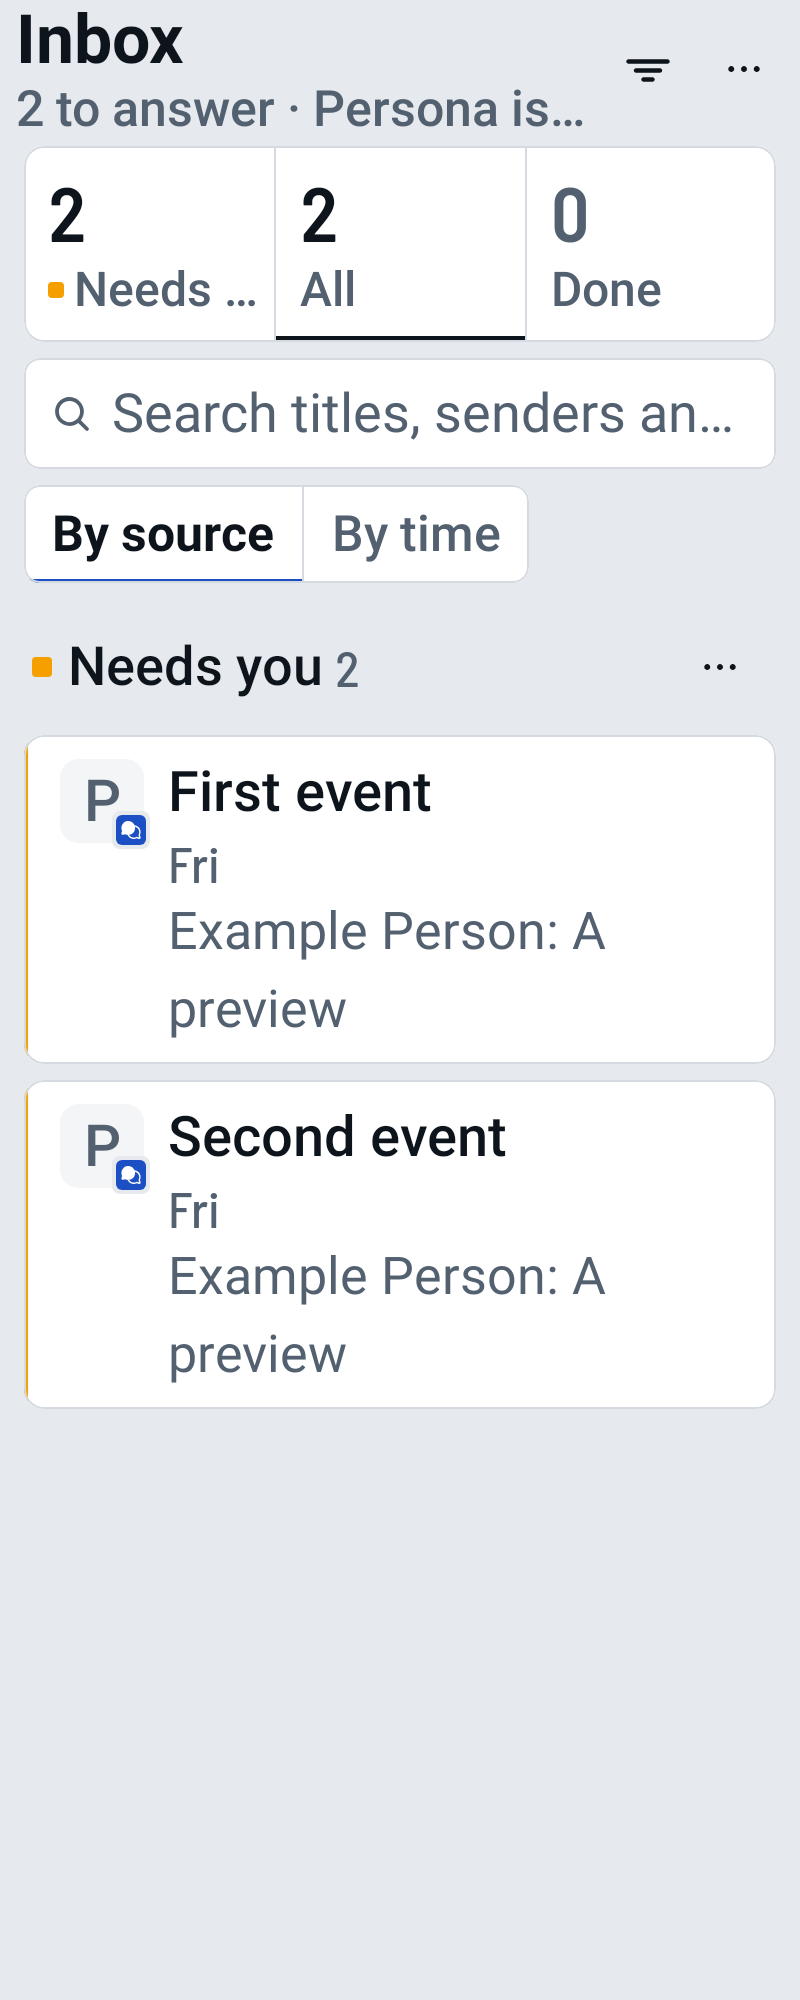 Inbox
2 to answer · Persona is…
2
Needs …
2
All
0
Done
Search titles, senders an…
By source
By time
Needs you 2
P
First event
Fri
Example Person: A
preview
P
Second event
Fri
Example Person: A
preview